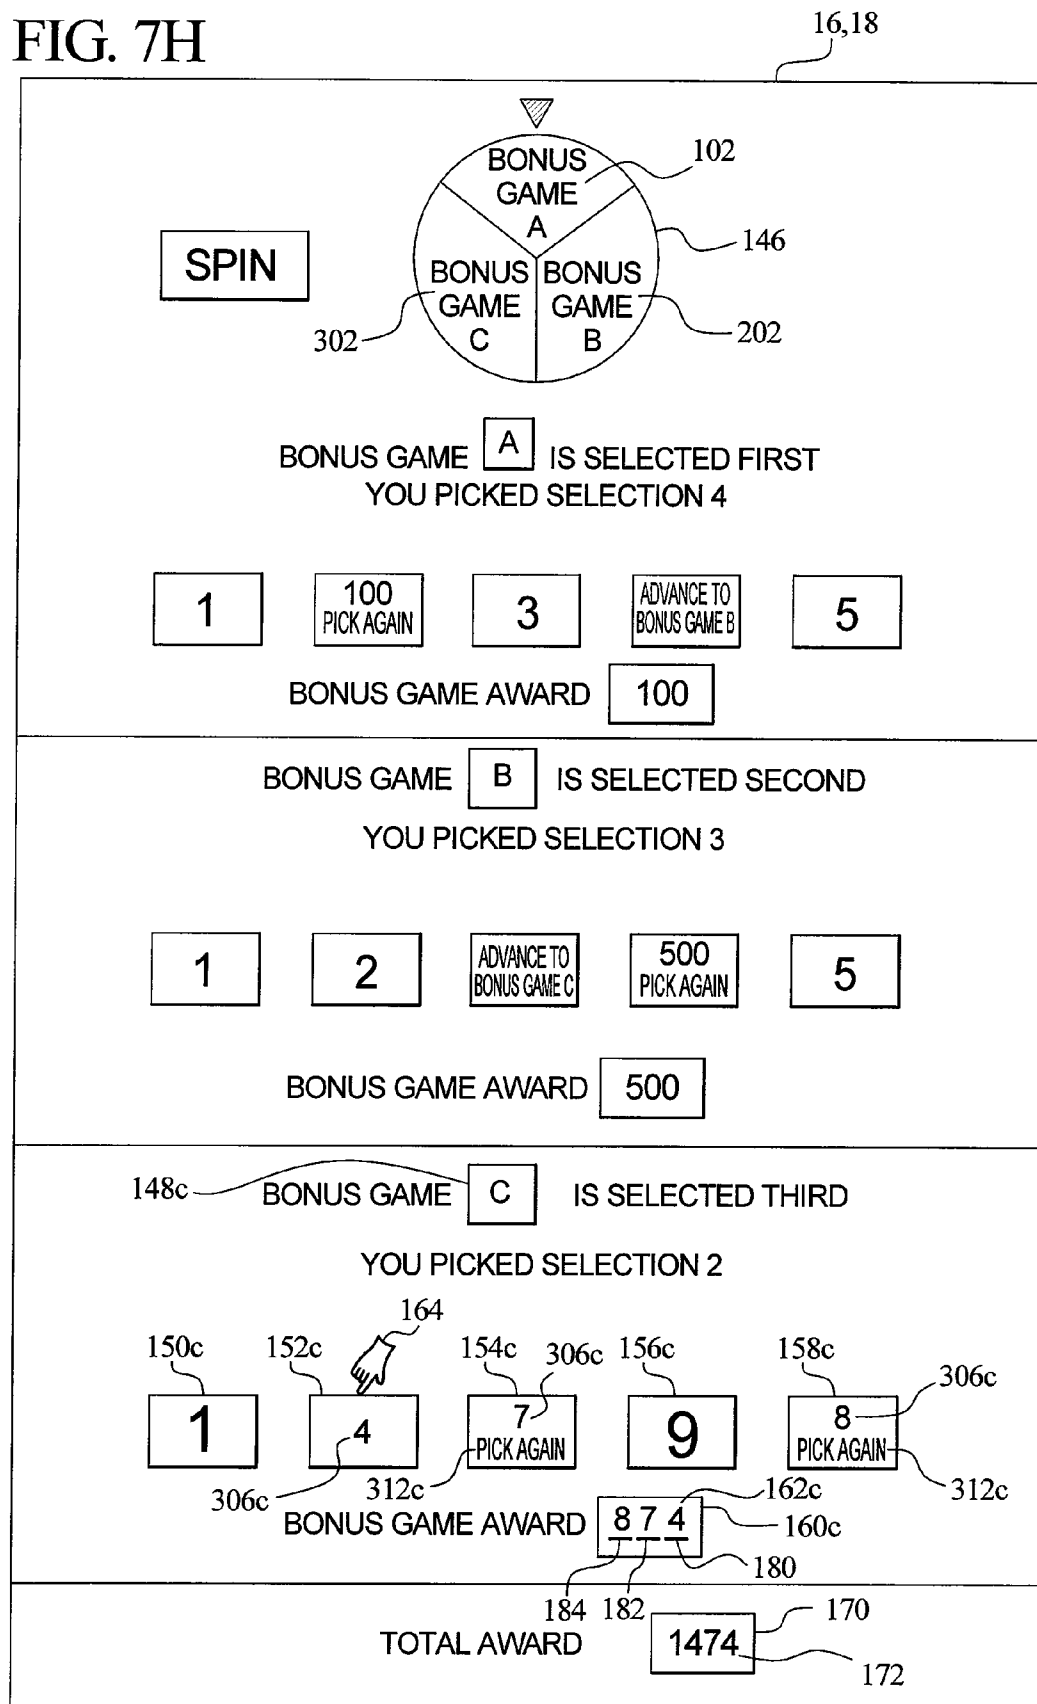 FIG. 7H
16,18
BONUS
GAME
A
102
146
SPIN
BONUS
GAME
C
BONUS
GAME
B
302
202
BONUS GAME A IS SELECTED FIRST
YOU PICKED SELECTION 4
1
100
PICK AGAIN
3
ADVANCE TO
BONUS GAME B
5
BONUS GAME AWARD 100
BONUS GAME B IS SELECTED SECOND
YOU PICKED SELECTION 3
1
2
ADVANCE TO
BONUS GAME C
500
PICK AGAIN
5
BONUS GAME AWARD 500
148c
BONUS GAME C IS SELECTED THIRD
YOU PICKED SELECTION 2
164
150c
152c
154c
306c
156c
158c
306c
1
4
7
PICK AGAIN
9
8
PICK AGAIN
306c
312c
162c
312c
BONUS GAME AWARD 8 7 4
160c
184
182
180
TOTAL AWARD 1474
170
172